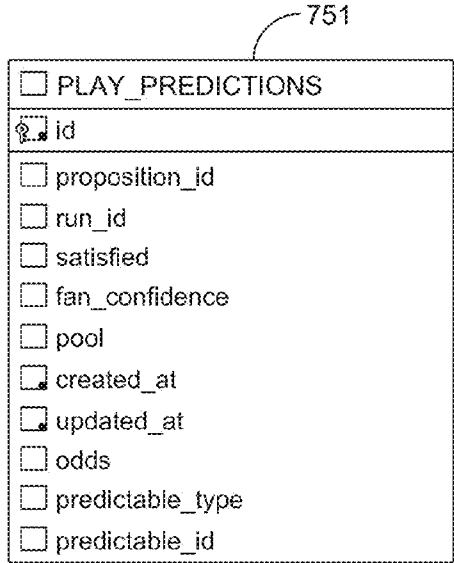 751
PLAY_PREDICTIONS
id
proposition_id
run_id
satisfied
fan_confidence
pool
created_at
updated_at
odds
predictable_type
predictable_id